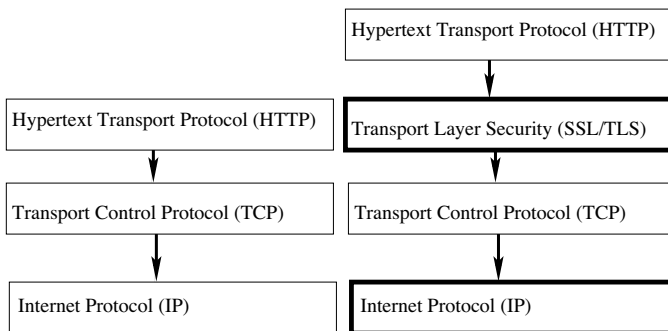 Hypertext Transport Protocol (HTTP)
Transport Control Protocol (TCP)
Internet Protocol (IP)
Hypertext Transport Protocol (HTTP)
Transport Layer Security (SSL/TLS)
Transport Control Protocol (TCP)
Internet Protocol (IP)